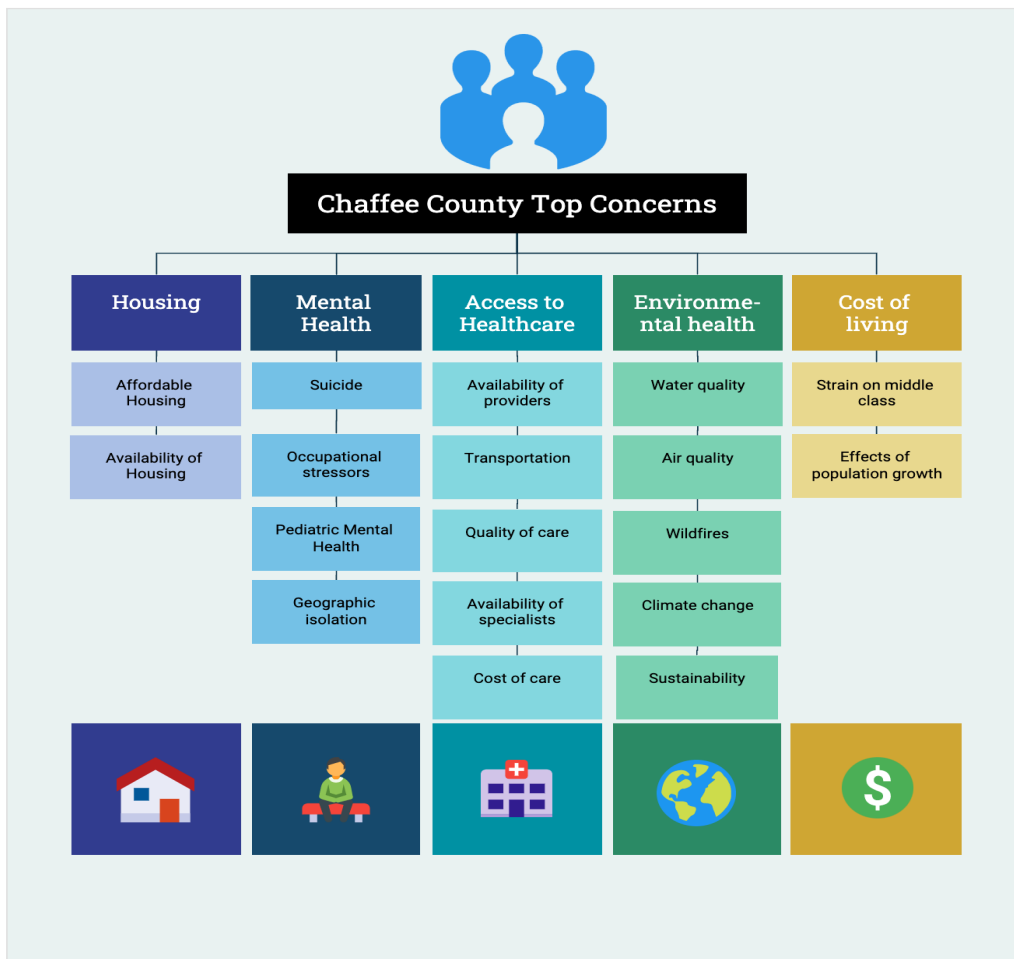 Chaffee County Top Concerns
Housing
Affordable
Housing
Availability of
Housing
Mental
Health
Suicide
Occupational
stressors
Pediatric Mental
Health
Geographic
isolation
Access to
Healthcare
Availability of
providers
Transportation
Quality of care
Availability of
specialists
Cost of care
Environme-
ntal health
Water quality
Air quality
Wildfires
Climate change
Sustainability
Cost of
living
Strain on middle
class
Effects of
population growth
$